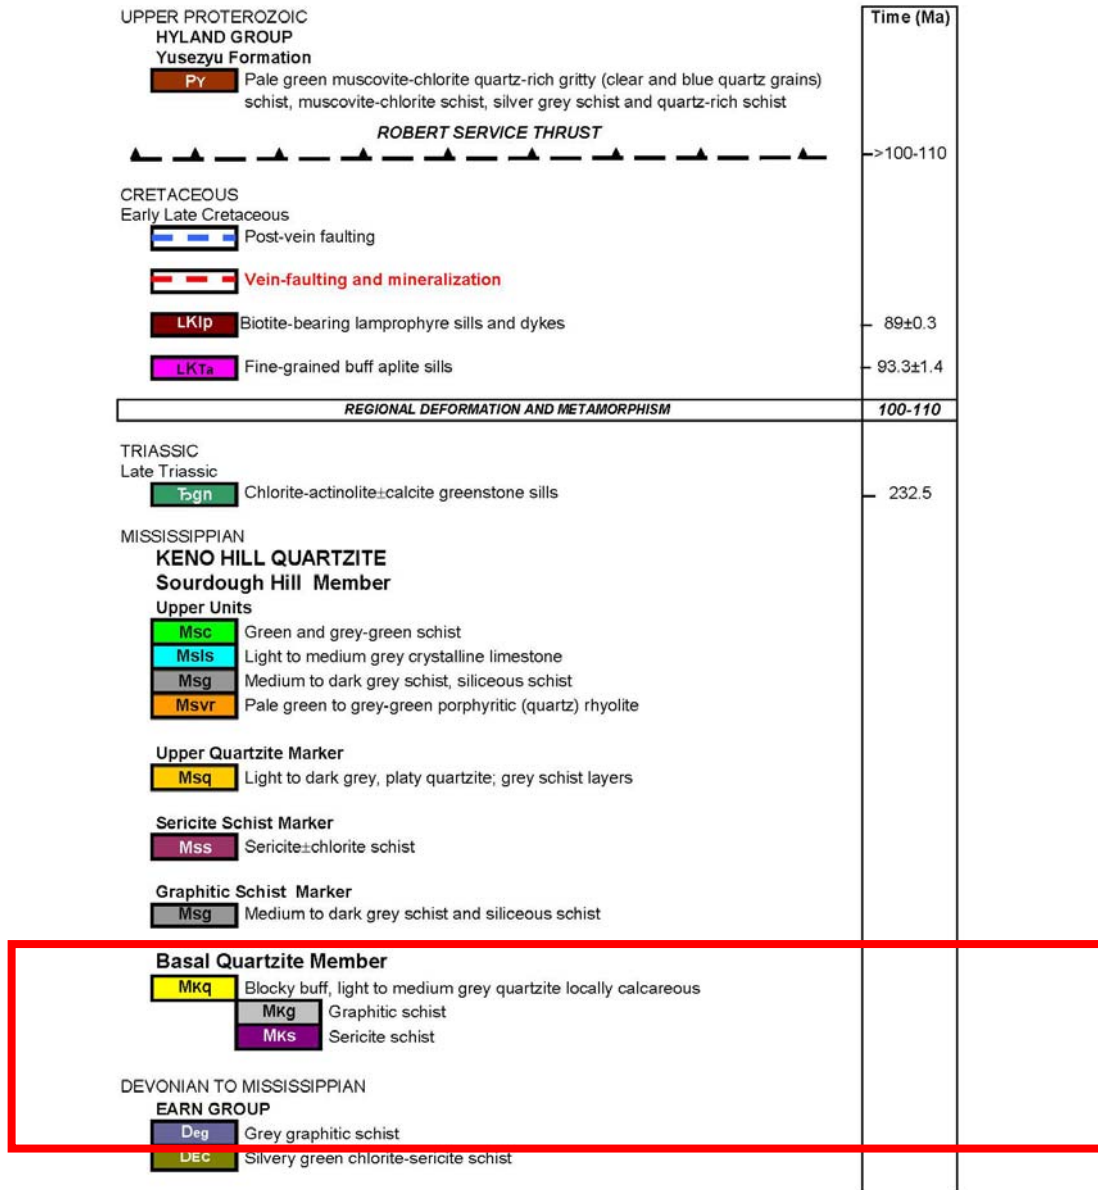 UPPER PROTEROZOIC Time (Ma)
HYLAND GROUP
Yusezyu Formation
PY Pale green muscovite-chlorite quartz-rich gritty (clear and blue quartz grains)
schist, muscovite-chlorite schist, silver grey schist and quartz-rich schist
ROBERT SERVICE THRUST
>100-110
CRETACEOUS
Early Late Cretaceous
Post-vein faulting
Vein-faulting and mineralization
LKlp Biotite-bearing lamprophyre sills and dykes 89±0.3
LKTa Fine-grained buff aplite sills 93.3±1.4
REGIONAL DEFORMATION AND METAMORPHISM 100-110
TRIASSIC
Late Triassic
Ꞇgn Chlorite-actinolite±calcite greenstone sills 232.5
MISSISSIPPIAN
KENO HILL QUARTZITE
Sourdough Hill Member
Upper Units
Msc Green and grey-green schist
Msls Light to medium grey crystalline limestone
Msg Medium to dark grey schist, siliceous schist
Msvr Pale green to grey-green porphyritic (quartz) rhyolite
Upper Quartzite Marker
Msq Light to dark grey, platy quartzite; grey schist layers
Sericite Schist Marker
Mss Sericite±chlorite schist
Graphitic Schist Marker
Msg Medium to dark grey schist and siliceous schist
Basal Quartzite Member
MKq Blocky buff, light to medium grey quartzite locally calcareous
MKg Graphitic schist
MKs Sericite schist
DEVONIAN TO MISSISSIPPIAN
EARN GROUP
Deg Grey graphitic schist
DEC Silvery green chlorite-sericite schist